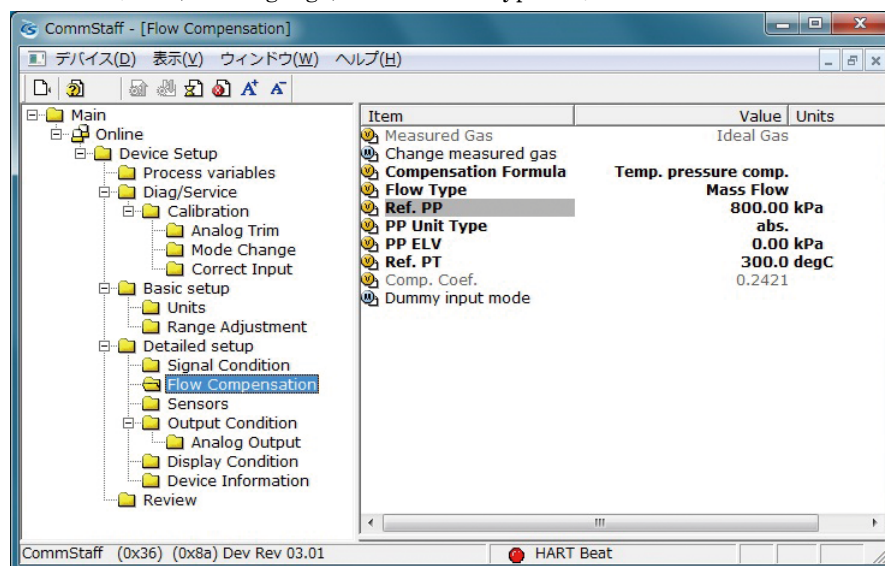 CommStaff - [Flow Compensation]
デバイス(D) 表示(V) ウィンドウ(W) ヘルプ(H)
Main
Online
Device Setup
Process variables
Diag/Service
Calibration
Analog Trim
Mode Change
Correct Input
Basic setup
Units
Range Adjustment
Detailed setup
Signal Condition
Flow Compensation
Sensors
Output Condition
Analog Output
Display Condition
Device Information
Review
Item Value Units
Measured Gas Ideal Gas
Change measured gas
Compensation Formula Temp. pressure comp.
Flow Type Mass Flow
Ref. PP 800.00 kPa
PP Unit Type abs.
PP ELV 0.00 kPa
Ref. PT 300.0 degC
Comp. Coef. 0.2421
Dummy input mode
CommStaff (0x36) (0x8a) Dev Rev 03.01 HART Beat